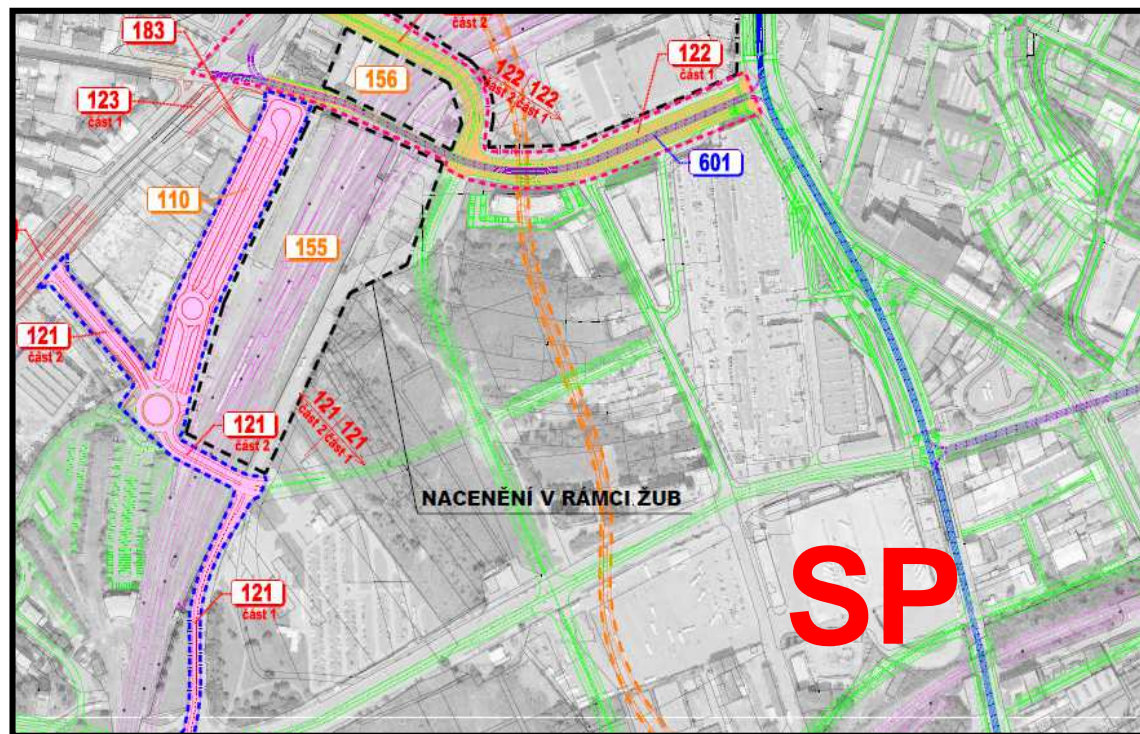 část 2
183
122
část 1
156
122 / 122
část 2 část 1
123
část 1
601
110
155
121
část 2
121 / 121
část 2 část 1
121
část 2
NACENĚNÍ V RÁMCI ŽUB
SP
121
část 1